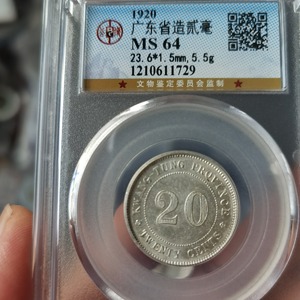 1920
广东省造贰毫
MS 64
23.6*1.5mm,5.5g
1210611729
★ 文物鉴定委员会监制 ★
KWANG-TUNG PROVINCE
20
TWENTY CENTS